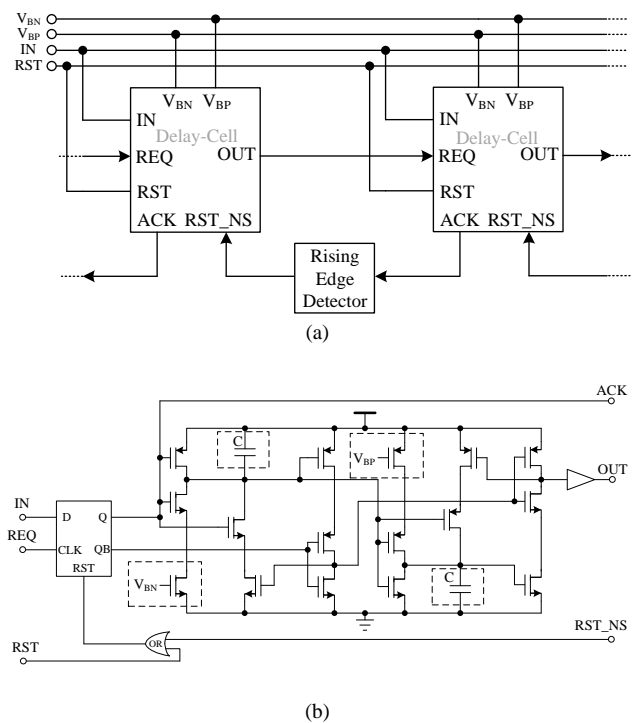 VBN
VBP
IN
RST
VBN VBP
IN
Delay-Cell
REQ OUT
RST
ACK RST_NS
VBN VBP
IN
Delay-Cell
REQ OUT
RST
ACK RST_NS
Rising
Edge
Detector
(a)
ACK
C
VBP
OUT
IN
D Q
REQ
CLK QB
RST
VBN
C
RST_NS
OR
RST
(b)